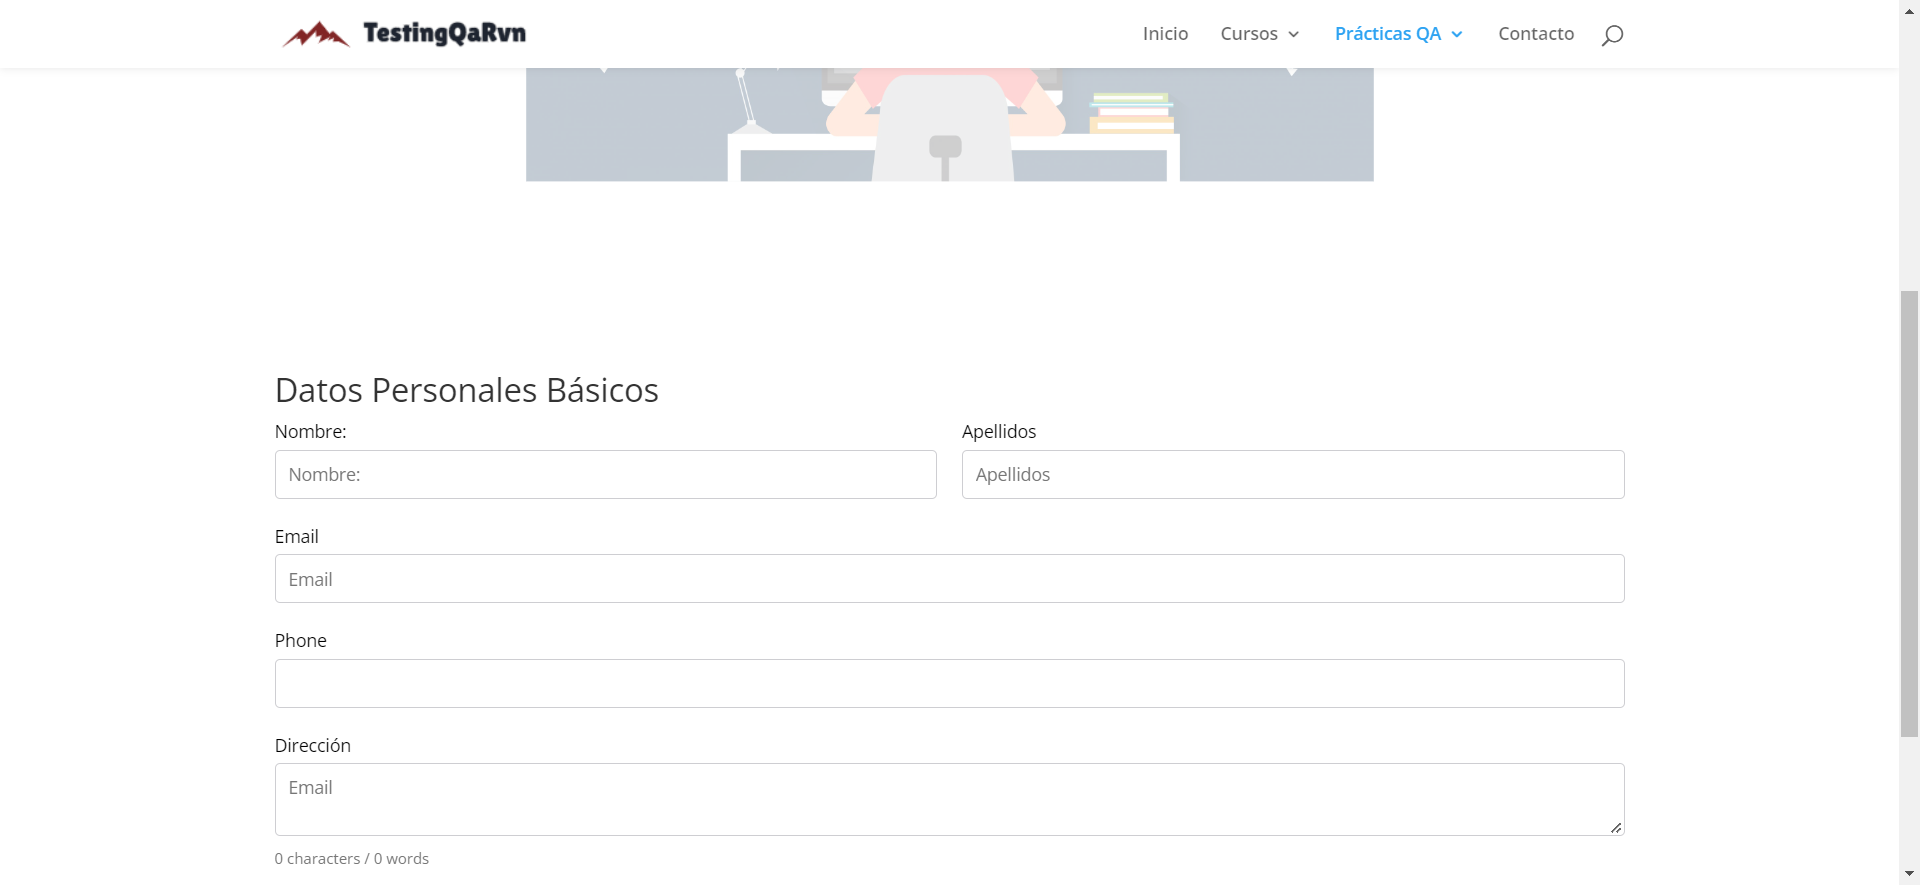 TestingQaRvn
Inicio
Cursos
Prácticas QA
Contacto
Datos Personales Básicos
Nombre:
Apellidos
Nombre:
Apellidos
Email
Email
Phone
Dirección
Email
0 characters / 0 words